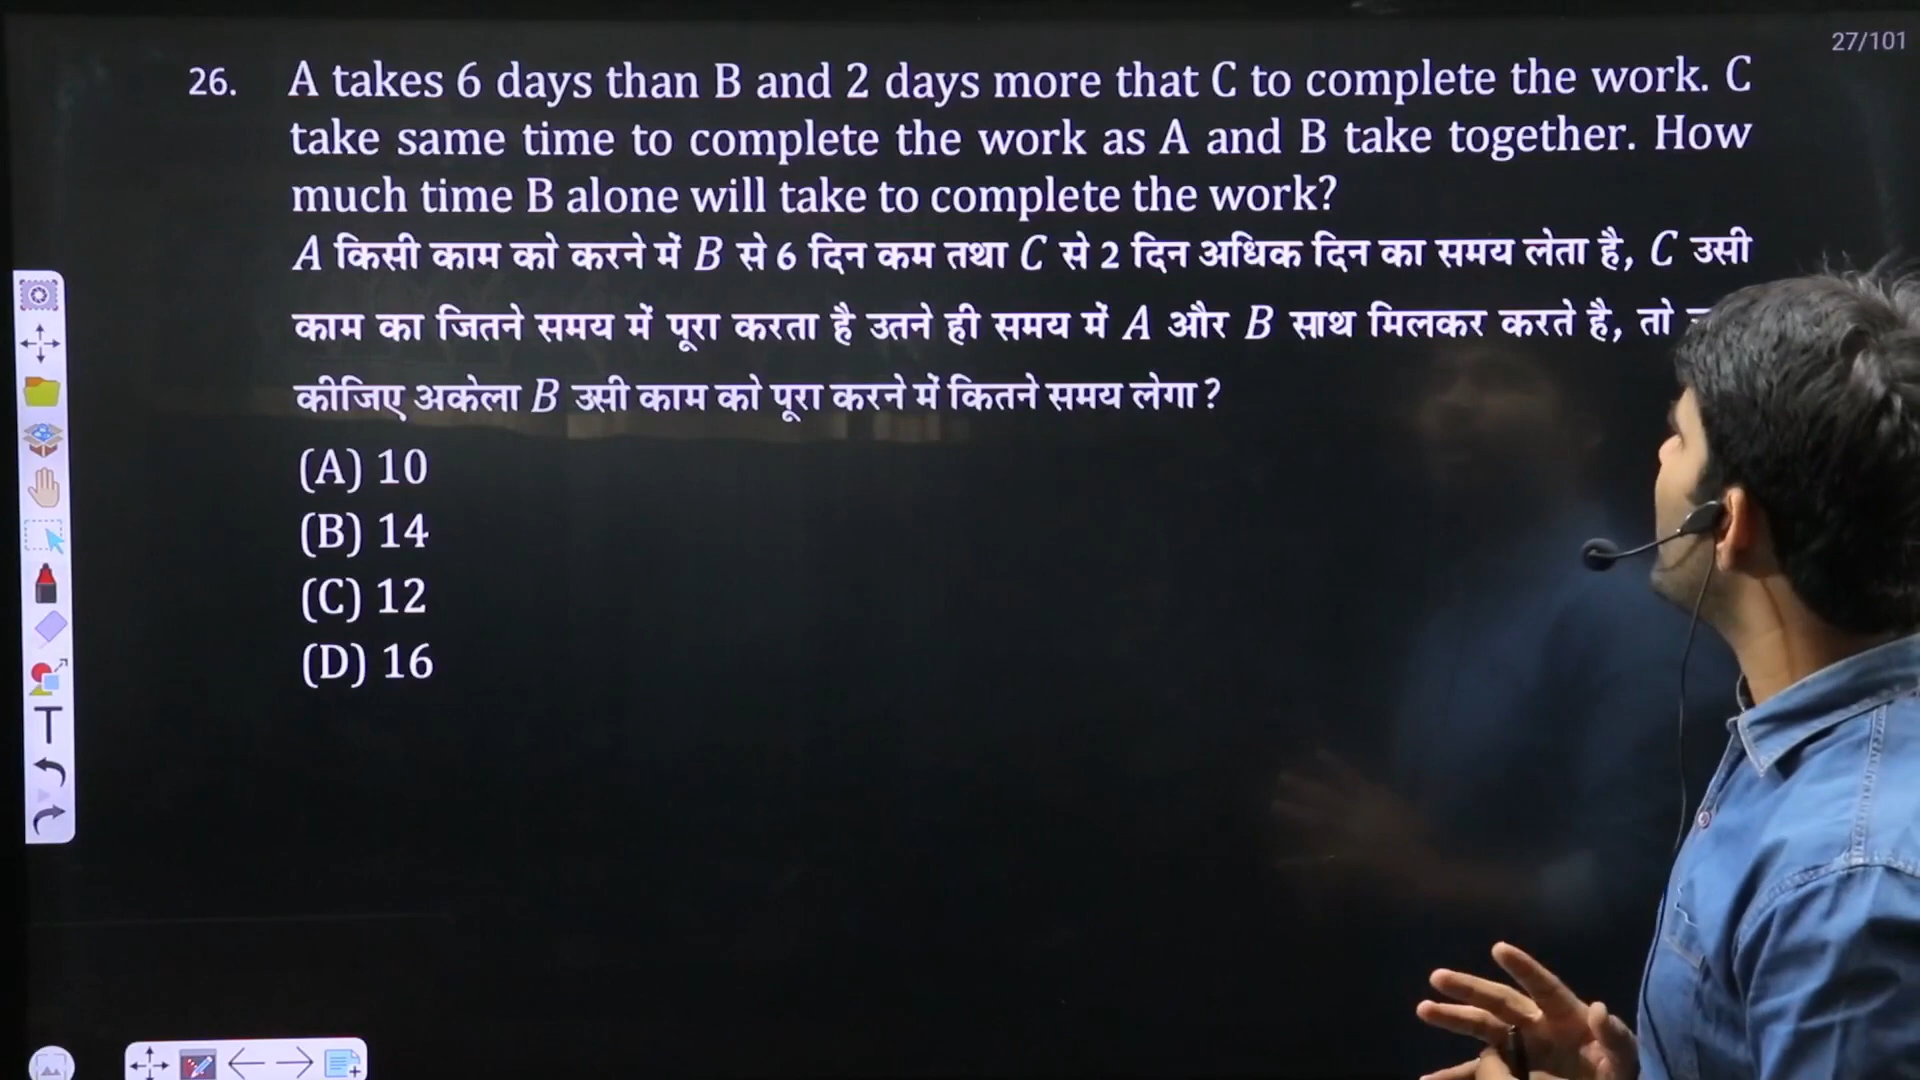 27/101
26. A takes 6 days than B and 2 days more that C to complete the work. C
take same time to complete the work as A and B take together. How
much time B alone will take to complete the work?
A किसी काम को करने में B से 6 दिन कम तथा C से 2 दिन अधिक दिन का समय लेता है, C उसी
काम का जितने समय में पूरा करता है उतने ही समय में A और B साथ मिलकर करते है, तो
कीजिए अकेला B उसी काम को पूरा करने में कितने समय लेगा ?
(A) 10
(B) 14
(C) 12
(D) 16
T